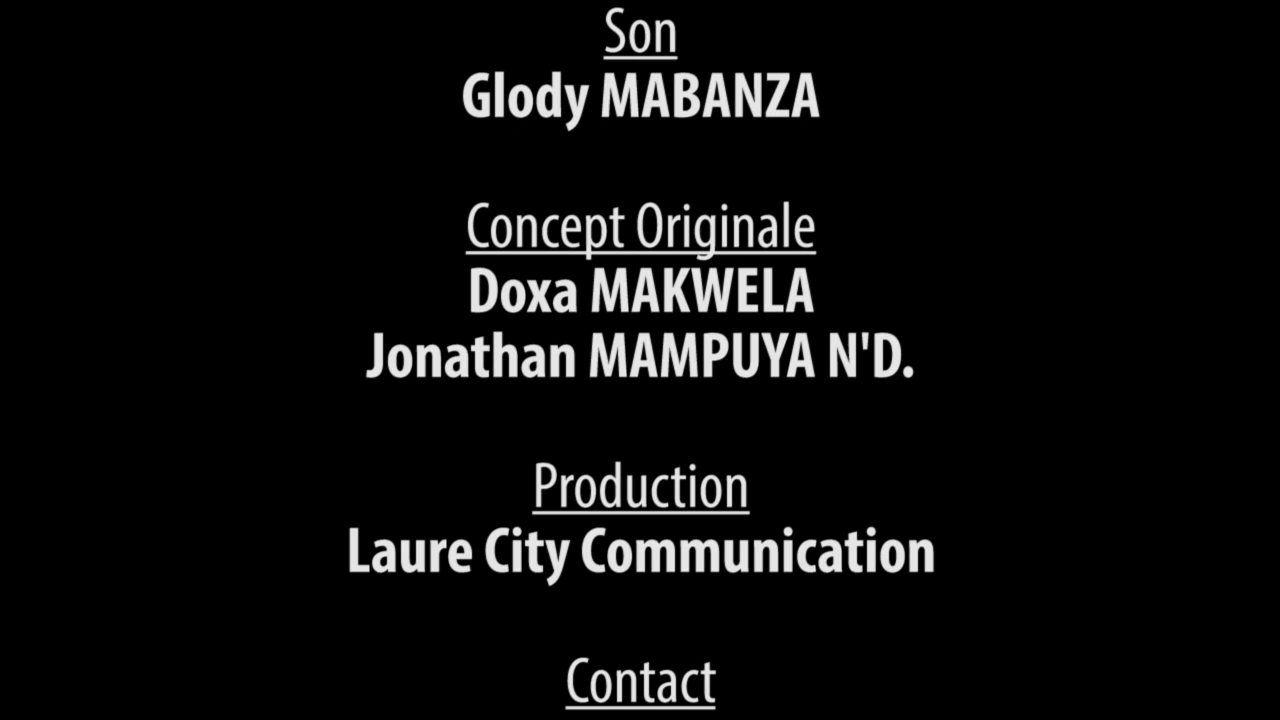 Son
Glody MABANZA
Concept Originale
Doxa MAKWELA
Jonathan MAMPUYA N'D.
Production
Laure City Communication
Contact